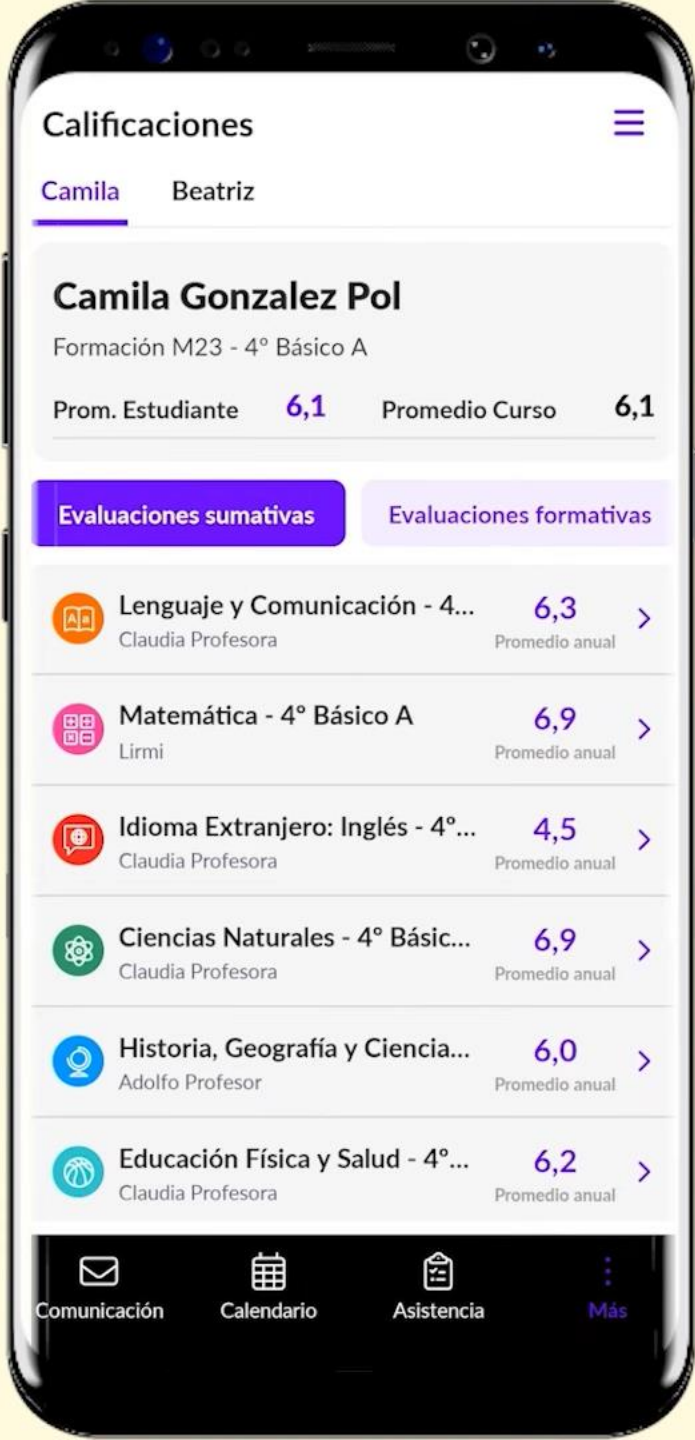 Calificaciones
Camila Beatriz
Camila Gonzalez Pol
Formación M23 - 4º Básico A
Prom. Estudiante 6,1 Promedio Curso 6,1
Evaluaciones sumativas Evaluaciones formativas
Lenguaje y Comunicación - 4... 6,3
Claudia Profesora Promedio anual
Matemática - 4º Básico A 6,9
Lirmi Promedio anual
Idioma Extranjero: Inglés - 4º... 4,5
Claudia Profesora Promedio anual
Ciencias Naturales - 4º Básic... 6,9
Claudia Profesora Promedio anual
Historia, Geografía y Ciencia... 6,0
Adolfo Profesor Promedio anual
Educación Física y Salud - 4º... 6,2
Claudia Profesora Promedio anual
Comunicación Calendario Asistencia Más